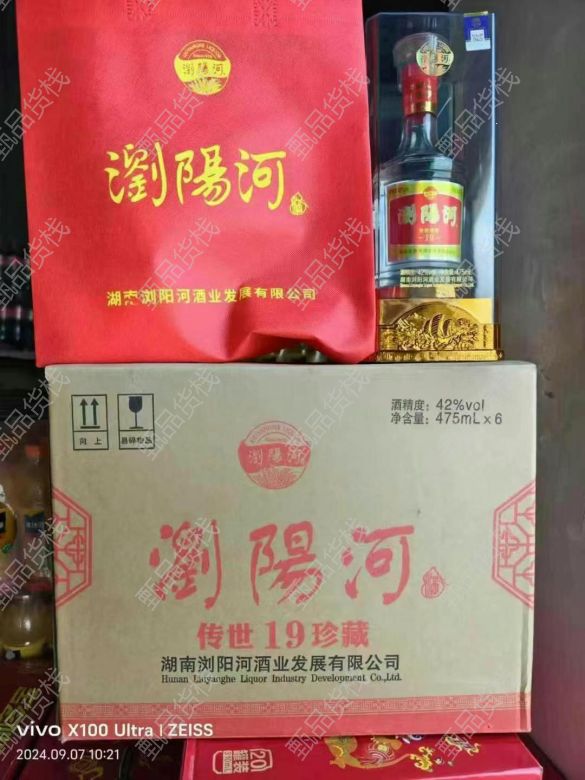 瀏陽河
瀏陽河
湖南浏阳河酒业发展有限公司
瀏陽河
19
酒精度：42%vol
净含量：475mL×6
向上
易碎物品
瀏陽河
瀏陽河
传世19珍藏
湖南浏阳河酒业发展有限公司
Hunan Liuyanghe Liquor Industry Development Co.,Ltd.
vivo X100 Ultra | ZEISS
2024.09.07 10:21
20
罐装
甄品货栈